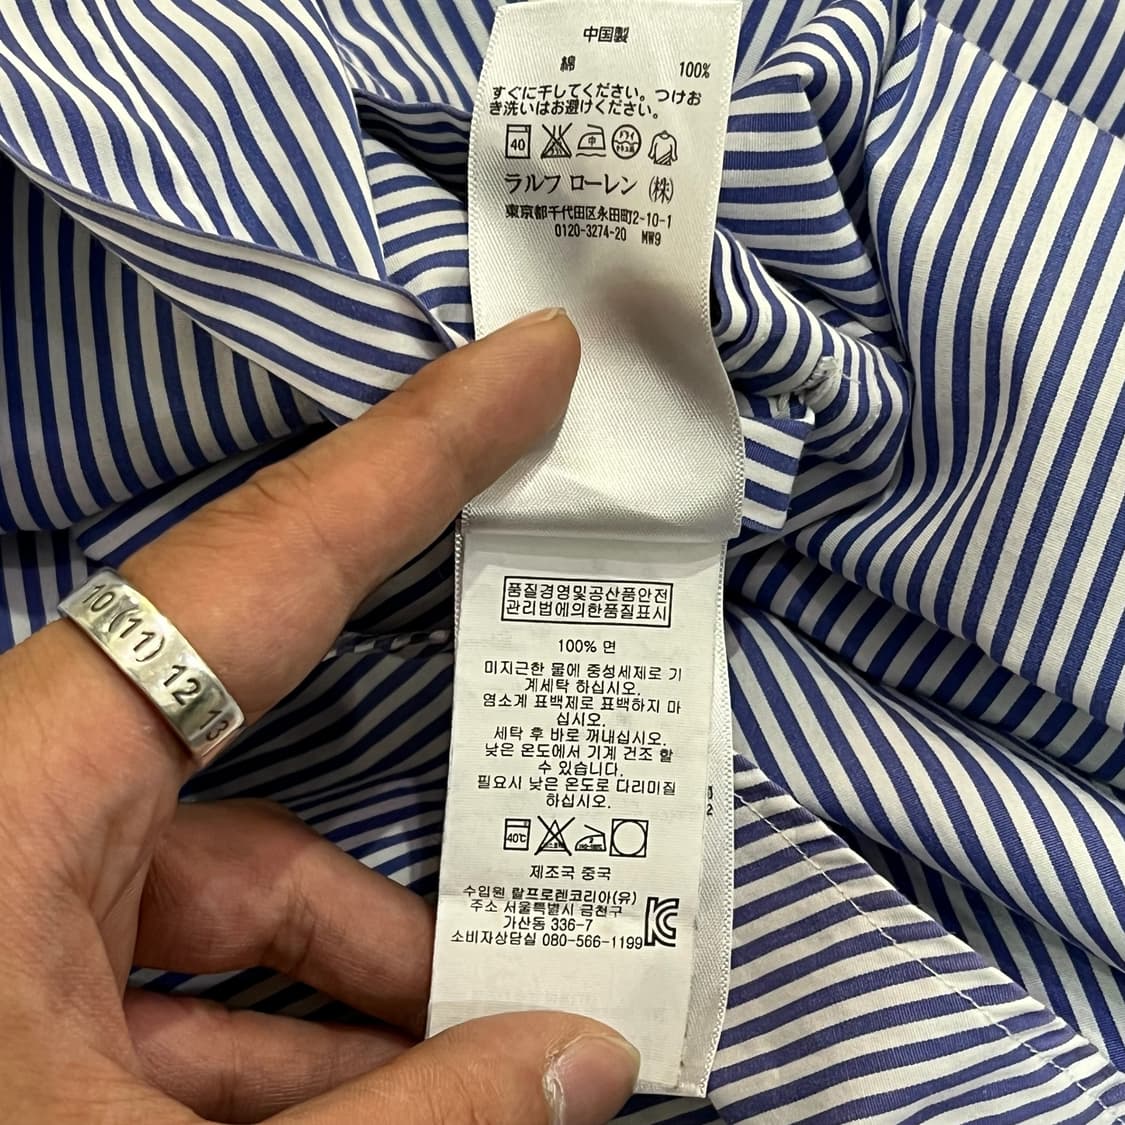 中国製
綿 100%
すぐに干してください。つけお
き洗いはお避けください。
40 中 ドライ
ラルフ ローレン (株)
東京都千代田区永田町2-10-1
0120-3274-20 MW9
품질경영및공산품안전
관리법에의한품질표시
100% 면
미지근한 물에 중성세제로 기
계세탁 하십시오.
염소계 표백제로 표백하지 마
십시오.
세탁 후 바로 꺼내십시오.
낮은 온도에서 기계 건조 할
수 있습니다.
필요시 낮은 온도로 다리미질
하십시오.
40℃
제조국 중국
수입원 랄프로렌코리아(유)
주소 서울특별시 금천구
가산동 336-7
소비자상담실 080-566-1199
10 (11) 12 13
2